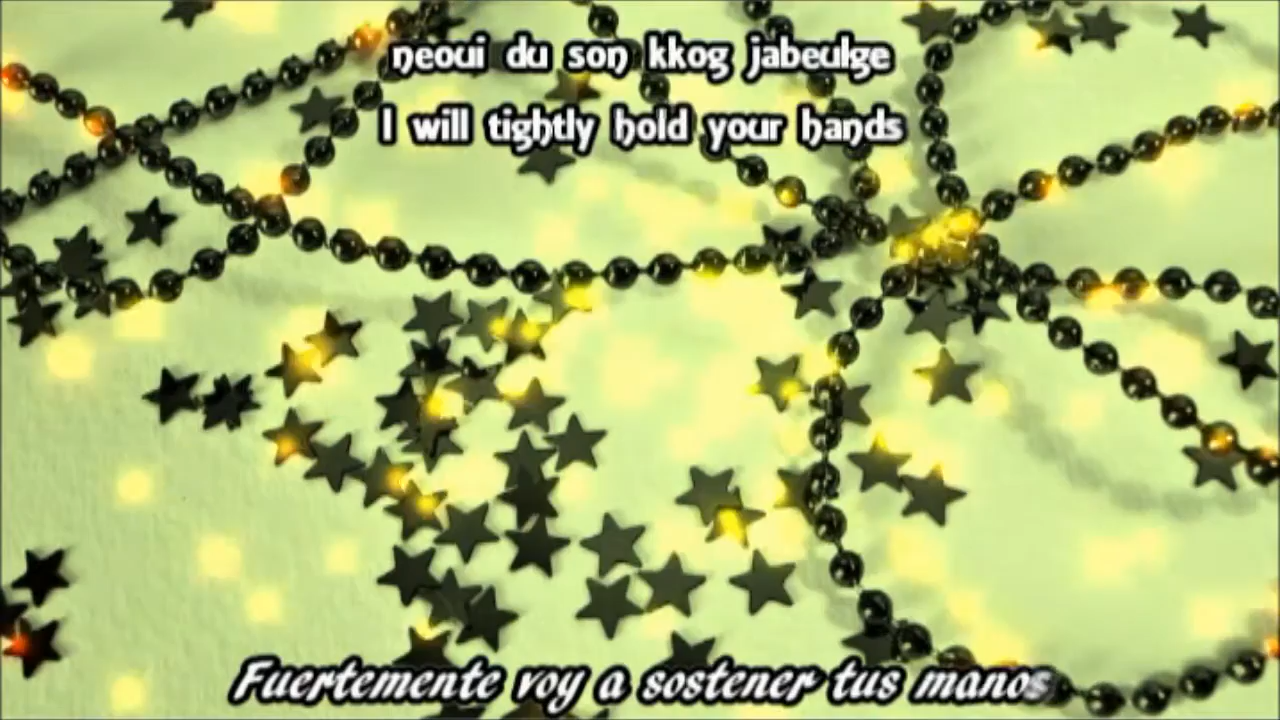 neoui du son kkog jabeulge
I will tightly hold your hands
Fuertemente voy a sostener tus manos